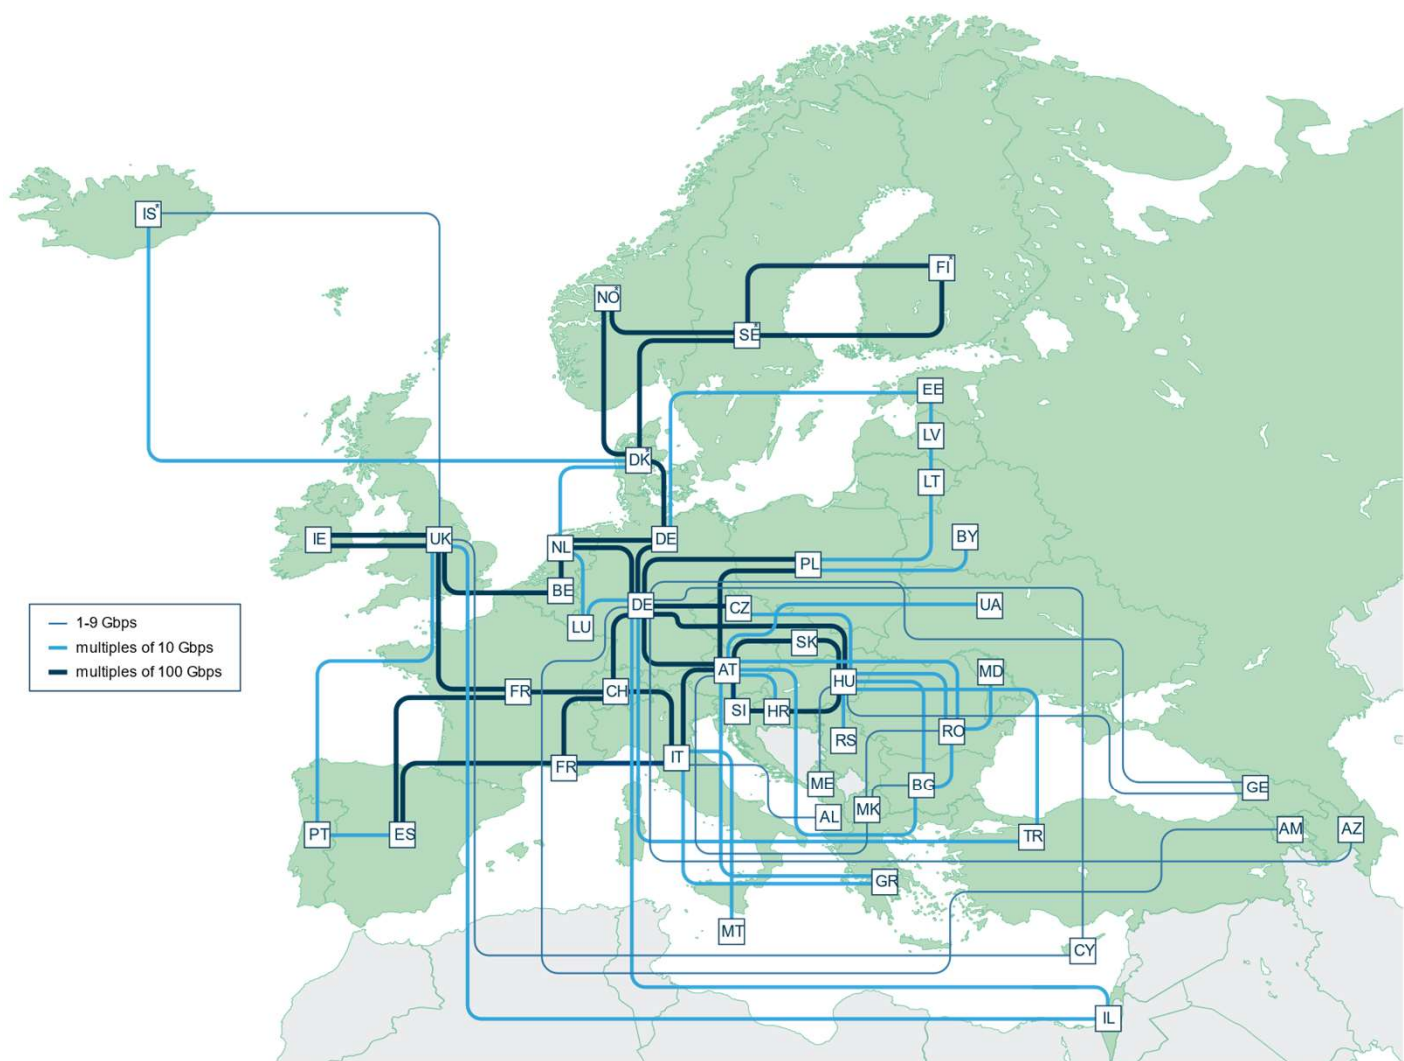 IS*
FI*
NO*
SE*
EE
LV
DK*
LT
IE
UK
NL
DE
BY
PL
BE
DE
CZ
UA
LU
1-9 Gbps
multiples of 10 Gbps
multiples of 100 Gbps
SK
AT
MD
HU
FR
CH
SI
HR
RO
RS
IT
FR
ME
BG
GE
MK
AL
PT
ES
TR
AM
AZ
GR
MT
CY
IL